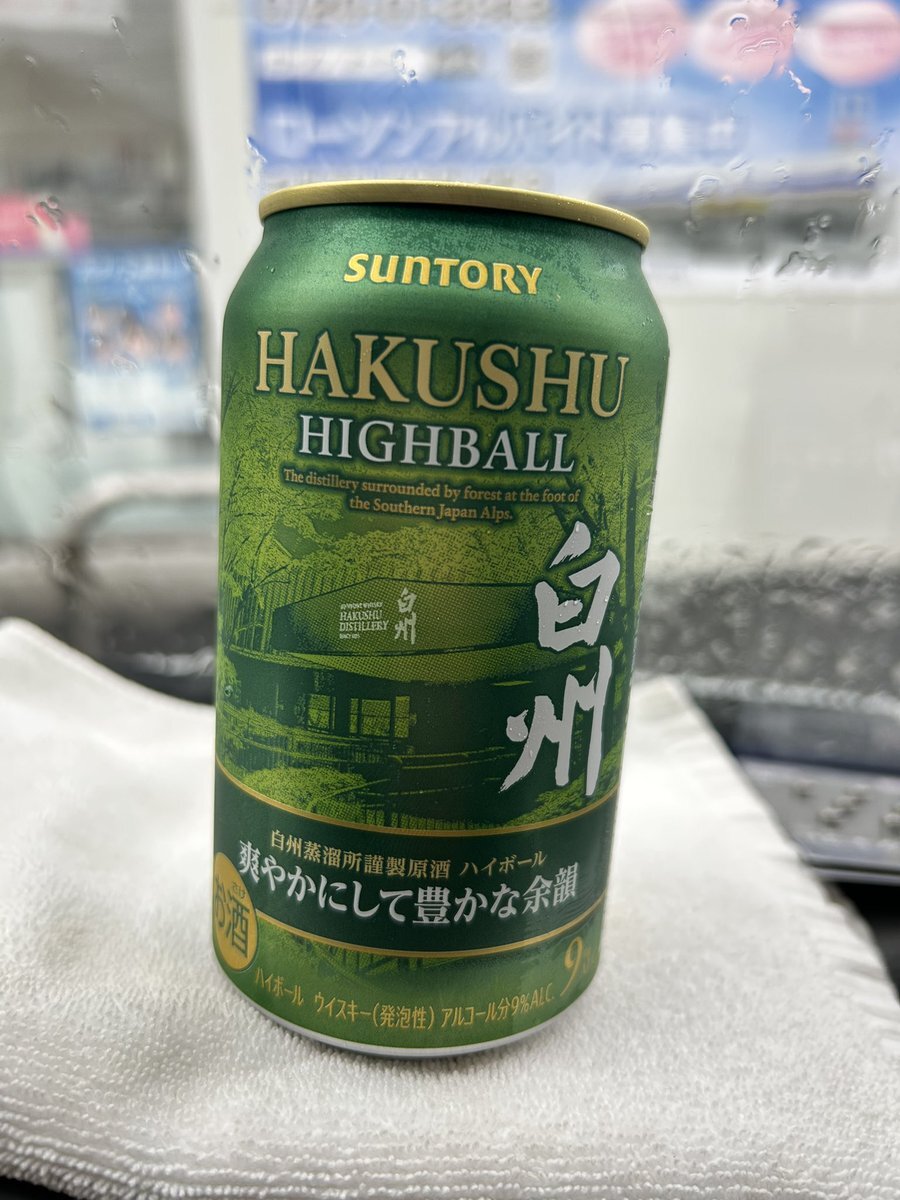 SUNTORY
HAKUSHU
HIGHBALL
The distillery surrounded by forest at the foot of
the Southern Japan Alps.
白州
HAKUSHU
DISTILLERY
白州
白州蒸溜所謹製原酒 ハイボール
爽やかにして豊かな余韻
お酒
ハイボール ウイスキー(発泡性) アルコール分9%ALC.
9